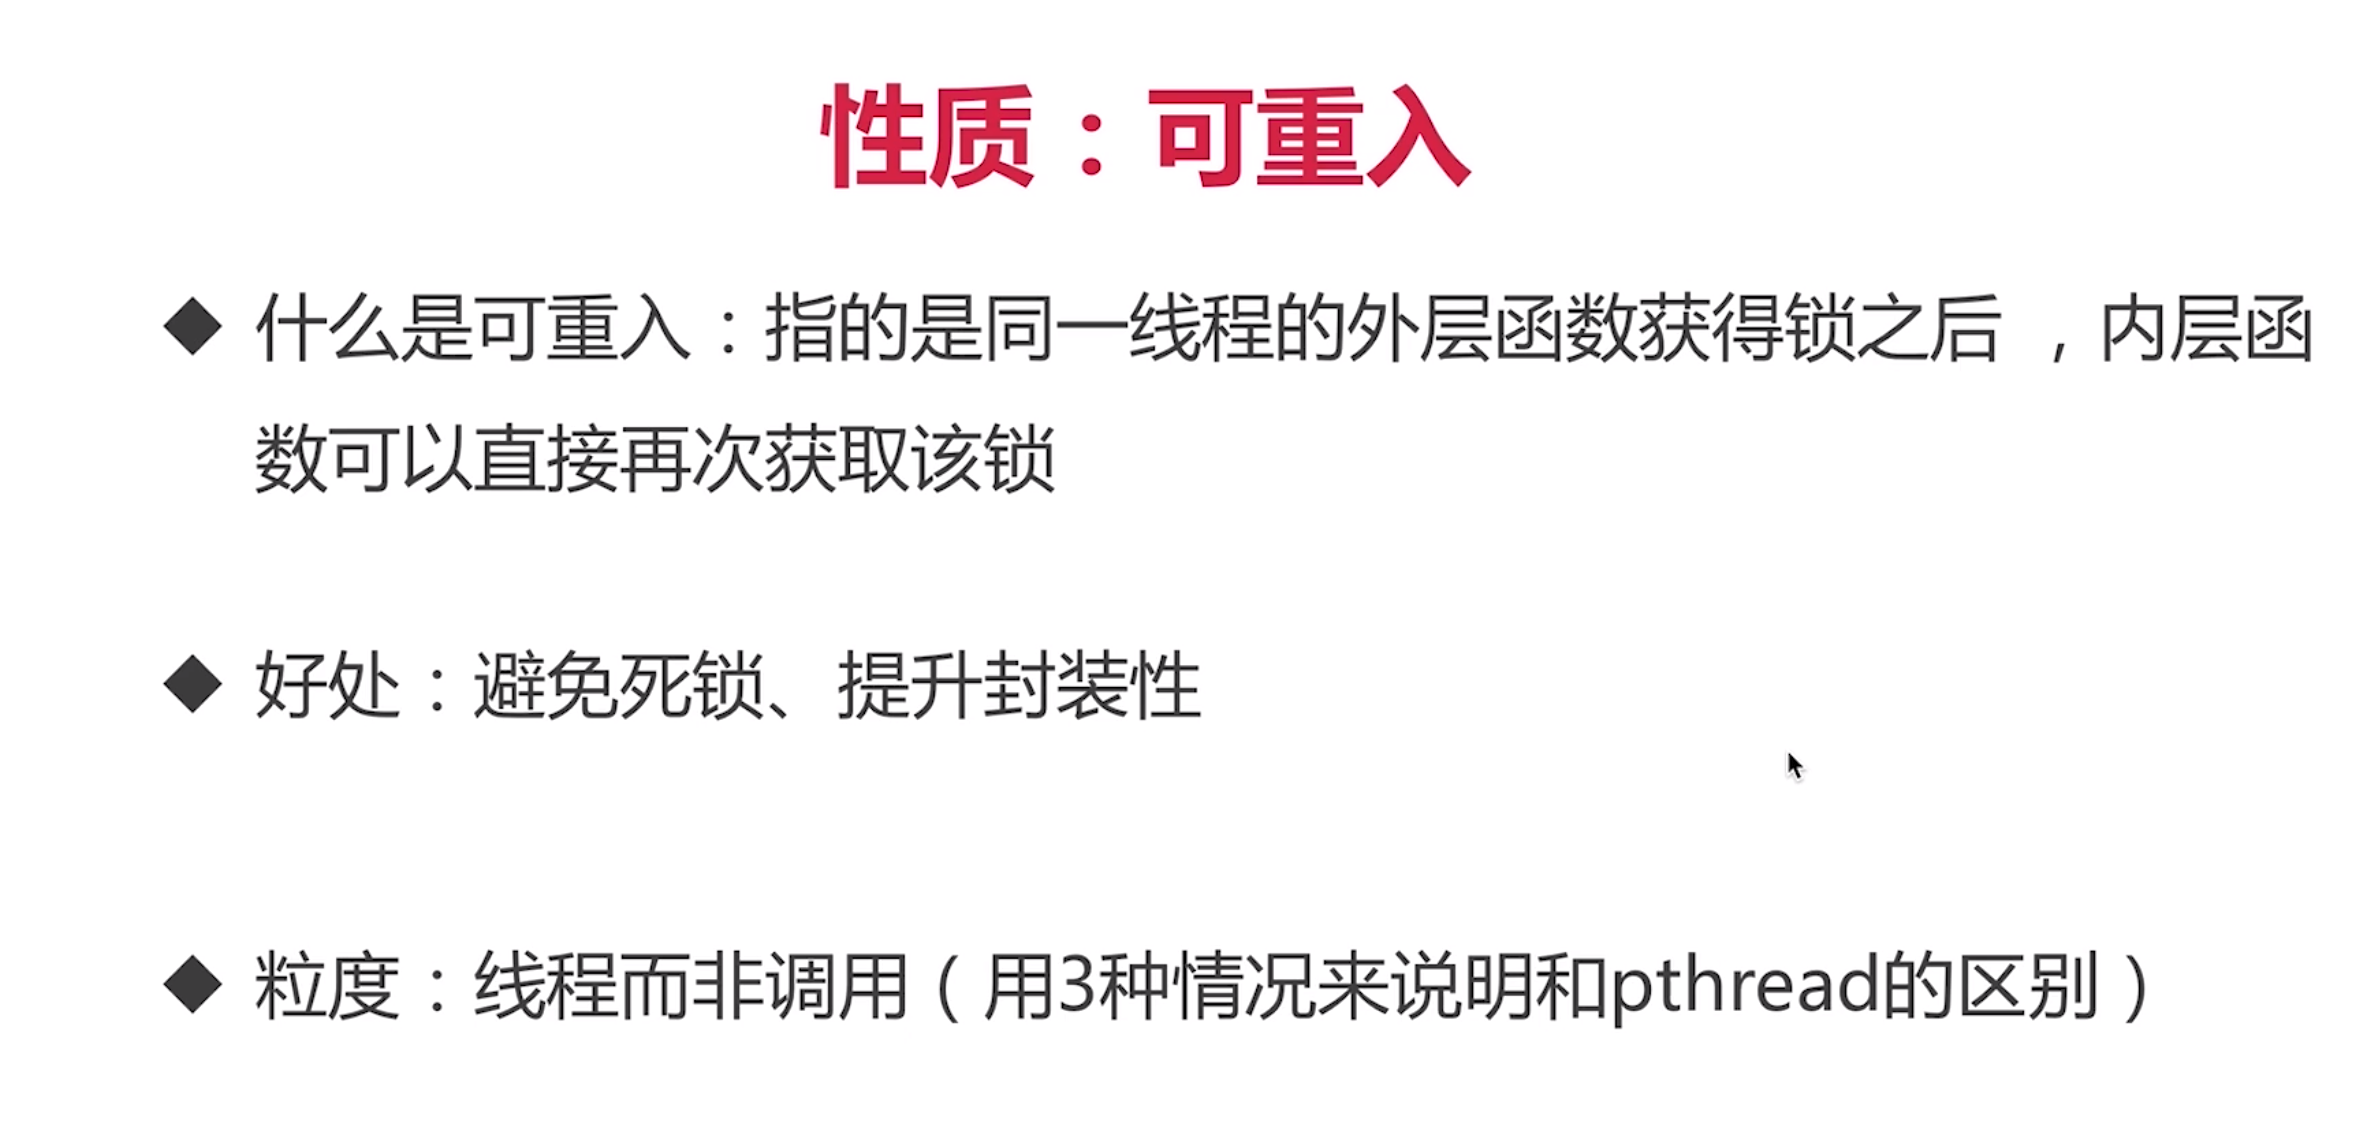 性质：可重入
◆ 什么是可重入：指的是同一线程的外层函数获得锁之后 ，内层函
数可以直接再次获取该锁
◆ 好处：避免死锁、提升封装性
◆ 粒度：线程而非调用（用3种情况来说明和pthread的区别）